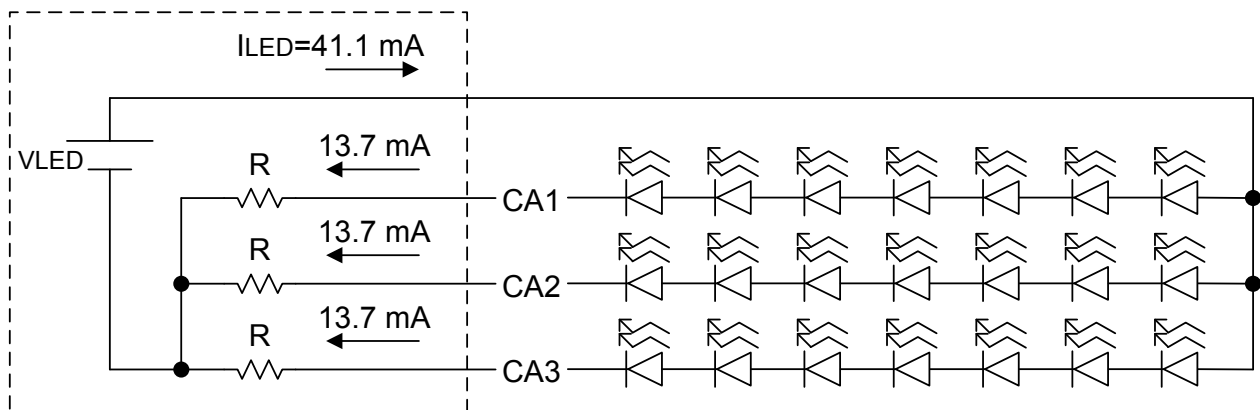 ILED=41.1 mA
VLED
R
13.7 mA
CA1
R
13.7 mA
CA2
R
13.7 mA
CA3